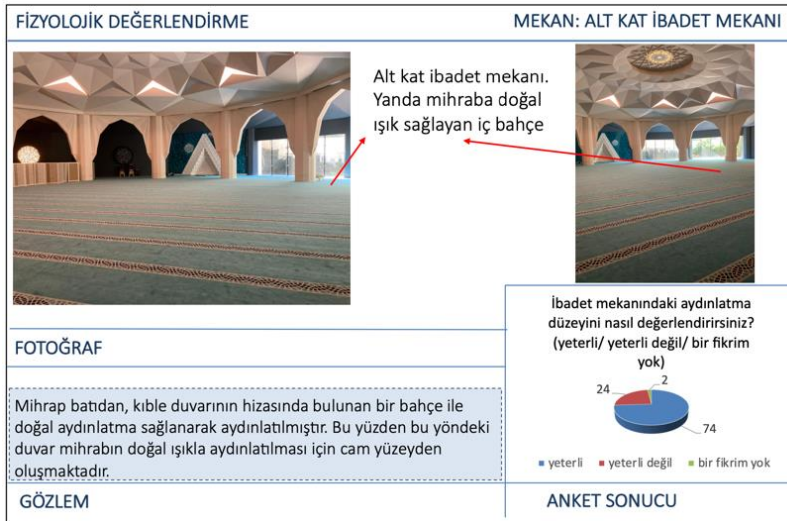 FİZYOLOJİK DEĞERLENDİRME
MEKAN: ALT KAT İBADET MEKANI
Alt kat ibadet mekanı.
Yanda mihraba doğal
ışık sağlayan iç bahçe
FOTOĞRAF
Mihrap batıdan, kıble duvarının hizasında bulunan bir bahçe ile
doğal aydınlatma sağlanarak aydınlatılmıştır. Bu yüzden bu yöndeki
duvar mihrabın doğal ışıkla aydınlatılması için cam yüzeyden
oluşmaktadır.
GÖZLEM
İbadet mekanındaki aydınlatma
düzeyini nasıl değerlendirirsiniz?
(yeterli/ yeterli değil/ bir fikrim
yok)
2
24
74
yeterli yeterli değil bir fikrim yok
ANKET SONUCU